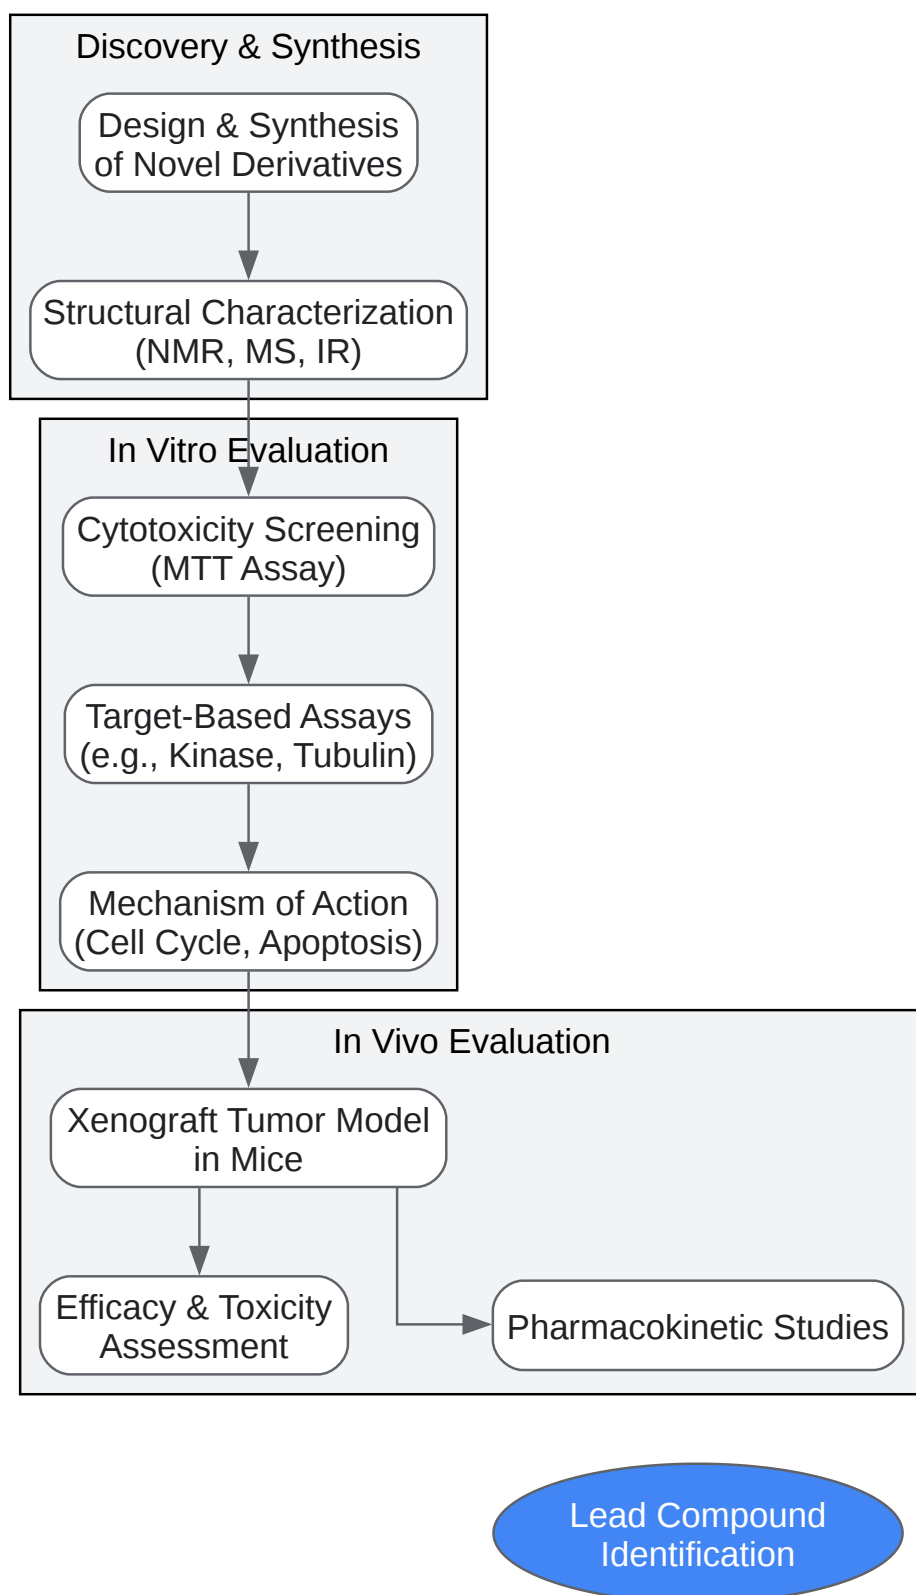 Discovery & Synthesis
Design & Synthesis
of Novel Derivatives
Structural Characterization
(NMR, MS, IR)
In Vitro Evaluation
Cytotoxicity Screening
(MTT Assay)
Target-Based Assays
(e.g., Kinase, Tubulin)
Mechanism of Action
(Cell Cycle, Apoptosis)
In Vivo Evaluation
Xenograft Tumor Model
in Mice
Efficacy & Toxicity
Assessment
Pharmacokinetic Studies
Lead Compound
Identification